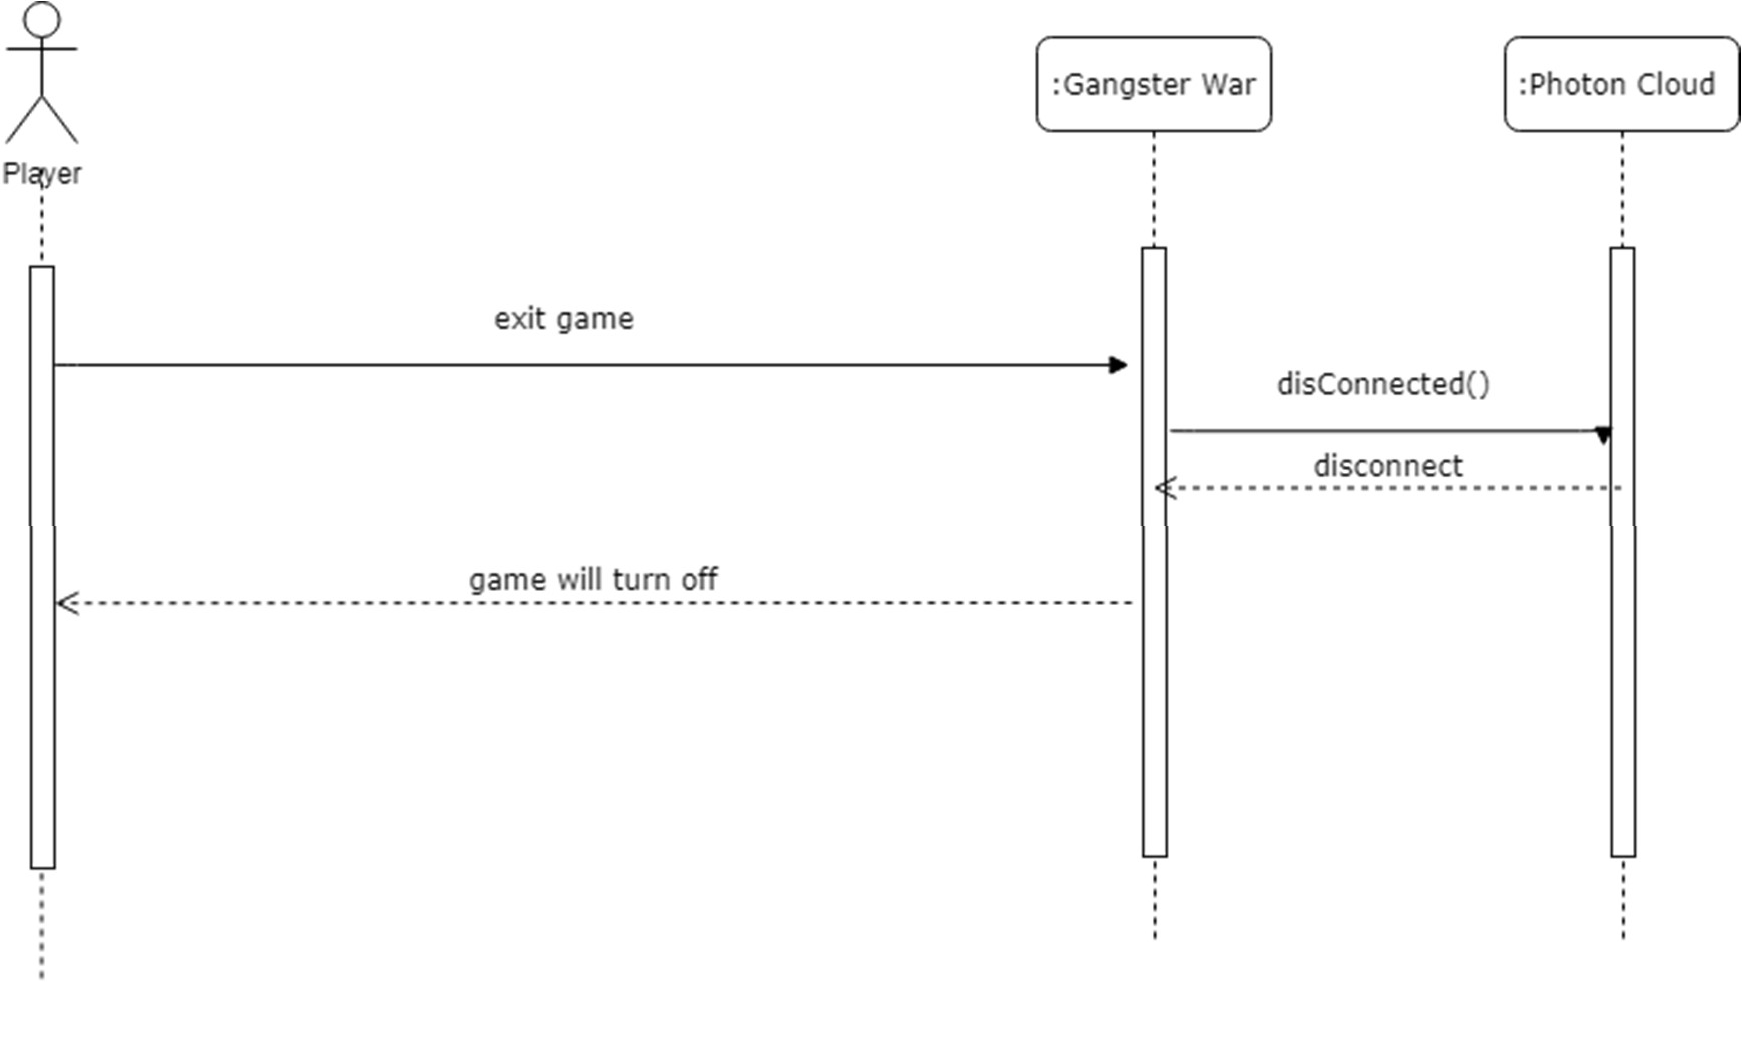 :Gangster War
:Photon Cloud
Player
exit game
disConnected()
disconnect
game will turn off